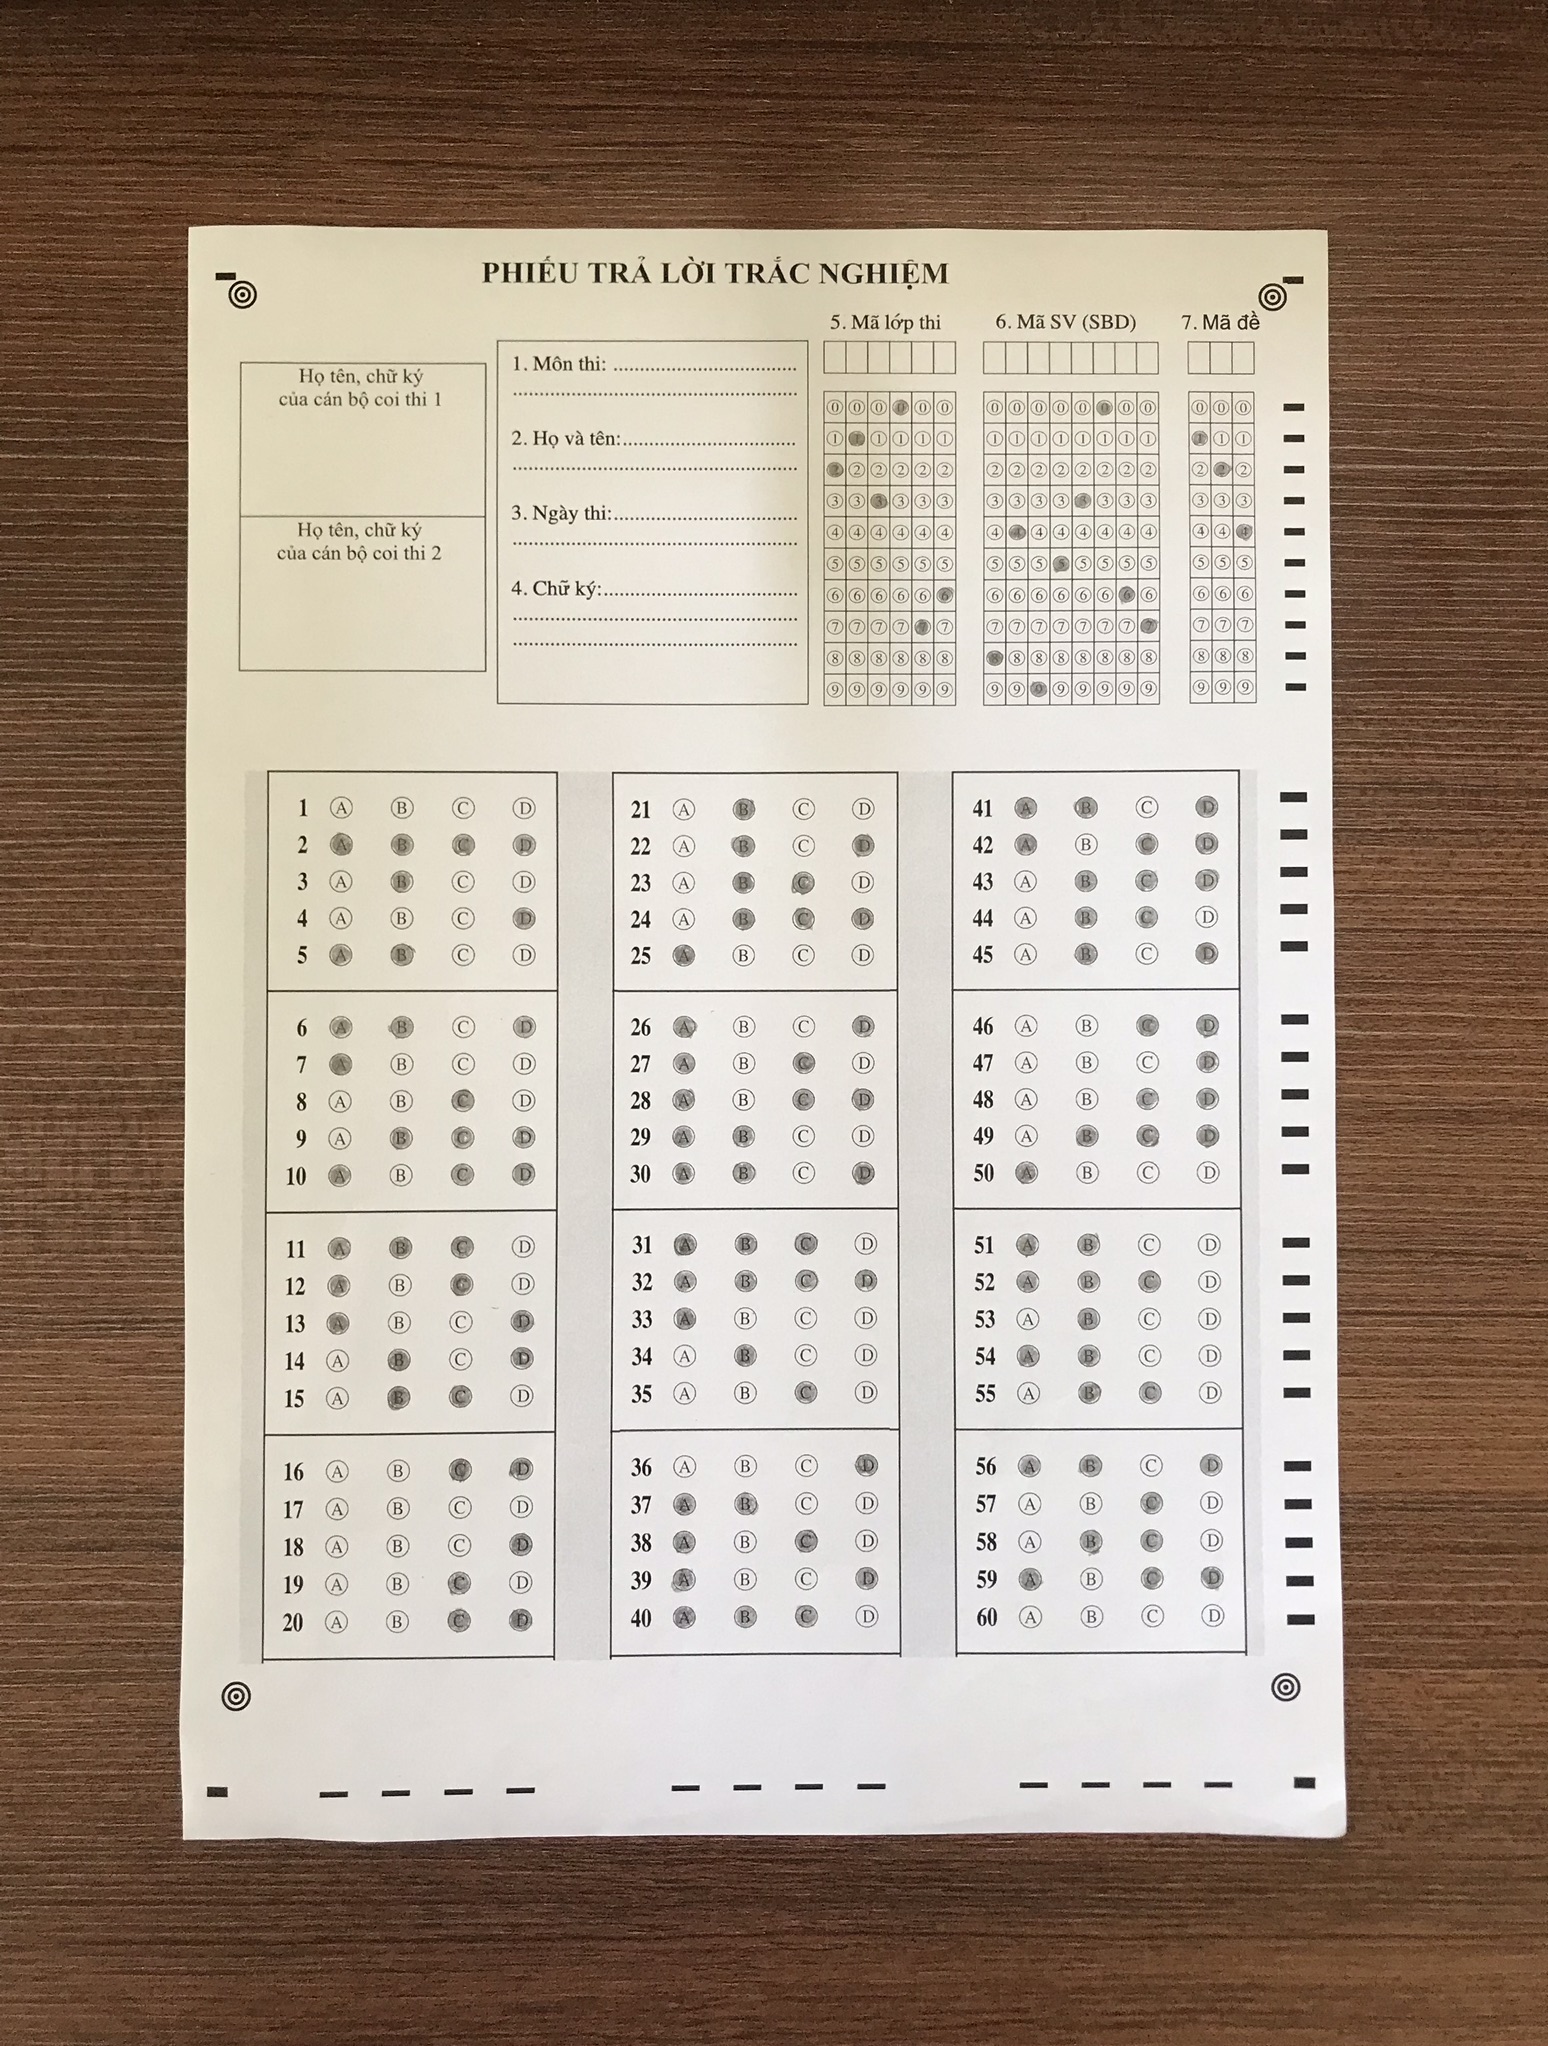 PHIẾU TRẢ LỜI TRẮC NGHIỆM
5. Mã lớp thi 6. Mã SV (SBD) 7. Mã đề
Họ tên, chữ ký
của cán bộ coi thi 1
Họ tên, chữ ký
của cán bộ coi thi 2
1. Môn thi:
2. Họ và tên:
3. Ngày thi:
4. Chữ ký:
0 0 0 0 0 0 0 0 0 0 0 0 0 0 0 0 0
1 1 1 1 1 1 1 1 1 1 1 1 1 1 1 1 1
2 2 2 2 2 2 2 2 2 2 2 2 2 2 2 2 2
3 3 3 3 3 3 3 3 3 3 3 3 3 3 3 3 3
4 4 4 4 4 4 4 4 4 4 4 4 4 4 4 4 4
5 5 5 5 5 5 5 5 5 5 5 5 5 5 5 5 5
6 6 6 6 6 6 6 6 6 6 6 6 6 6 6 6 6
7 7 7 7 7 7 7 7 7 7 7 7 7 7 7 7 7
8 8 8 8 8 8 8 8 8 8 8 8 8 8 8 8 8
9 9 9 9 9 9 9 9 9 9 9 9 9 9 9 9 9
1 A B C D
2 A B C D
3 A B C D
4 A B C D
5 A B C D
6 A B C D
7 A B C D
8 A B C D
9 A B C D
10 A B C D
11 A B C D
12 A B C D
13 A B C D
14 A B C D
15 A B C D
16 A B C D
17 A B C D
18 A B C D
19 A B C D
20 A B C D
21 A B C D
22 A B C D
23 A B C D
24 A B C D
25 A B C D
26 A B C D
27 A B C D
28 A B C D
29 A B C D
30 A B C D
31 A B C D
32 A B C D
33 A B C D
34 A B C D
35 A B C D
36 A B C D
37 A B C D
38 A B C D
39 A B C D
40 A B C D
41 A B C D
42 A B C D
43 A B C D
44 A B C D
45 A B C D
46 A B C D
47 A B C D
48 A B C D
49 A B C D
50 A B C D
51 A B C D
52 A B C D
53 A B C D
54 A B C D
55 A B C D
56 A B C D
57 A B C D
58 A B C D
59 A B C D
60 A B C D